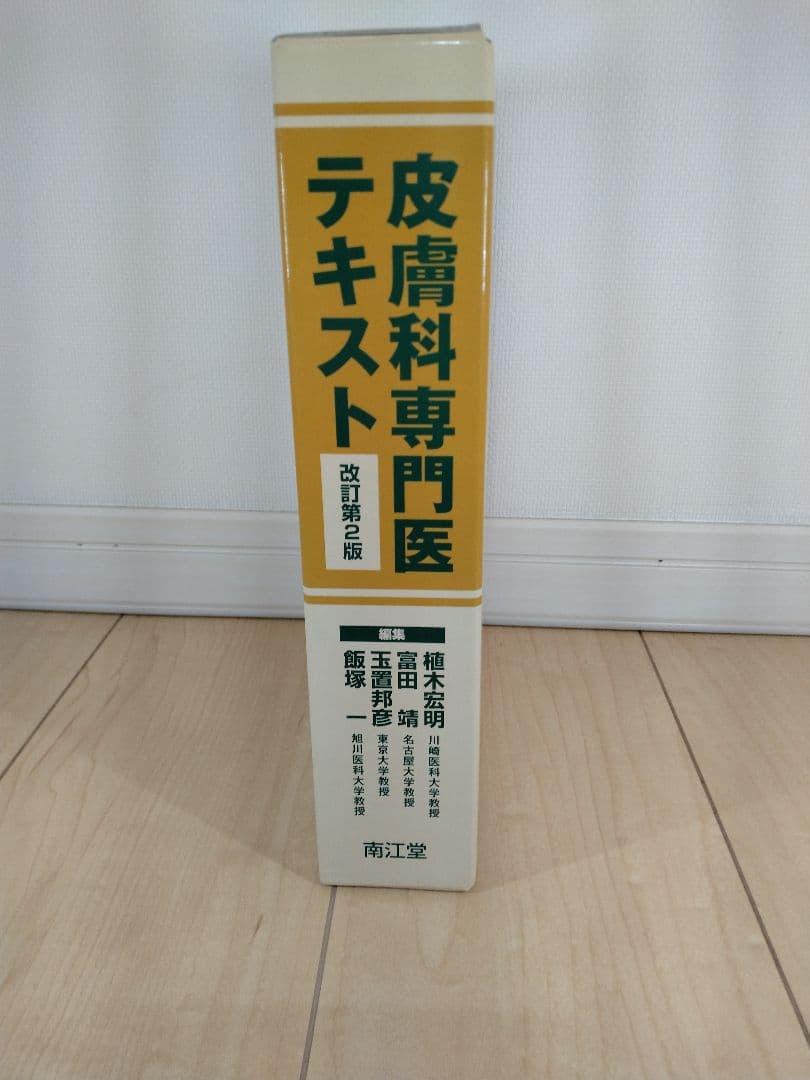 皮膚科専門医
テキスト
改訂第2版
編集
植木宏明 川崎医科大学教授
富田 靖 名古屋大学教授
玉置邦彦 東京大学教授
飯塚 一 旭川医科大学教授
南江堂